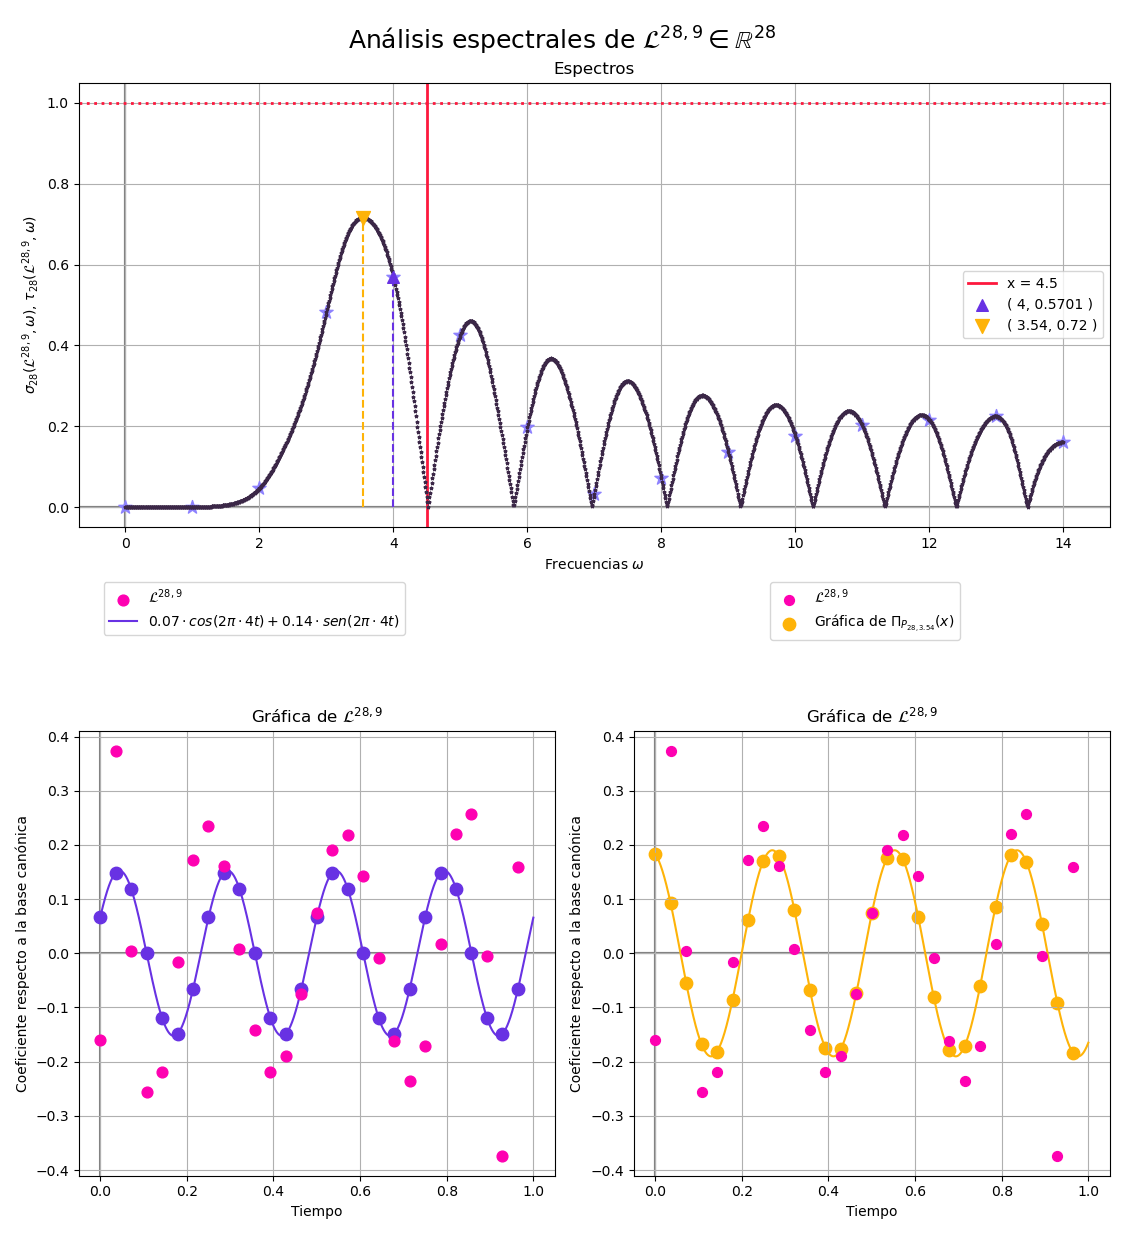 Análisis espectrales de ℒ^{28,9} ∈ ℝ^{28}
Espectros
σ_{28}(ℒ^{28,9}, ω), τ_{28}(ℒ^{28,9}, ω)
1.0
0.8
0.6
0.4
0.2
0.0
x = 4.5
( 4, 0.5701 )
( 3.54, 0.72 )
0 2 4 6 8 10 12 14
Frecuencias ω
ℒ^{28,9}
0.07 · cos(2π · 4t) + 0.14 · sen(2π · 4t)
ℒ^{28,9}
Gráfica de Π_{P_{28,3.54}}(x)
Gráfica de ℒ^{28,9}
Coeficiente respecto a la base canónica
0.4
0.3
0.2
0.1
0.0
−0.1
−0.2
−0.3
−0.4
0.0 0.2 0.4 0.6 0.8 1.0
Tiempo
Gráfica de ℒ^{28,9}
Coeficiente respecto a la base canónica
0.4
0.3
0.2
0.1
0.0
−0.1
−0.2
−0.3
−0.4
0.0 0.2 0.4 0.6 0.8 1.0
Tiempo